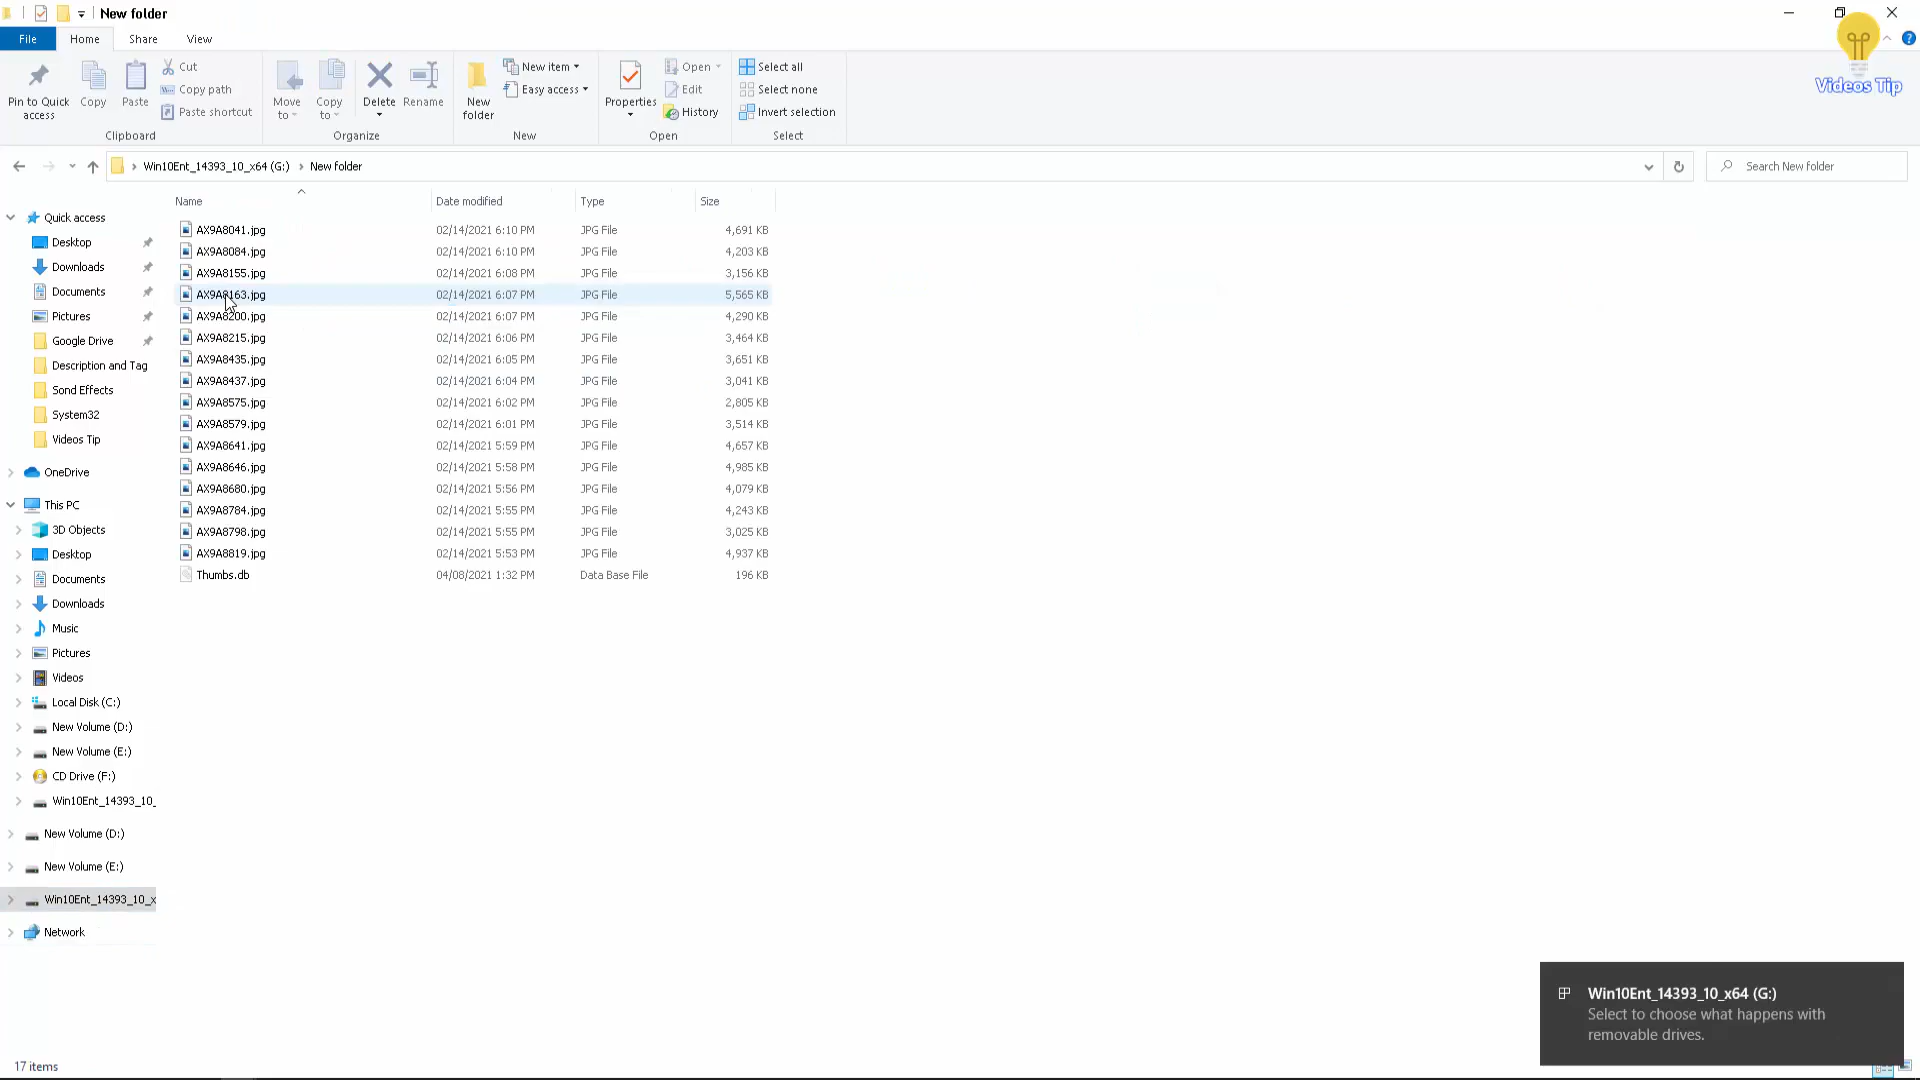 New folder
File Home Share View
Pin to Quick access
Copy
Paste
Cut
Copy path
Paste shortcut
Clipboard
Move to
Copy to
Delete
Rename
Organize
New folder
New item
Easy access
New
Properties
Open
Edit
History
Open
Select all
Select none
Invert selection
Select
Videos Tip
Win10Ent_14393_10_x64 (G:) New folder
Search New folder
Name Date modified Type Size
AX9A8041.jpg 02/14/2021 6:10 PM JPG File 4,691 KB
AX9A8084.jpg 02/14/2021 6:10 PM JPG File 4,203 KB
AX9A8155.jpg 02/14/2021 6:08 PM JPG File 3,156 KB
AX9A8163.jpg 02/14/2021 6:07 PM JPG File 5,565 KB
AX9A8200.jpg 02/14/2021 6:07 PM JPG File 4,290 KB
AX9A8215.jpg 02/14/2021 6:06 PM JPG File 3,464 KB
AX9A8435.jpg 02/14/2021 6:05 PM JPG File 3,651 KB
AX9A8437.jpg 02/14/2021 6:04 PM JPG File 3,041 KB
AX9A8575.jpg 02/14/2021 6:02 PM JPG File 2,805 KB
AX9A8579.jpg 02/14/2021 6:01 PM JPG File 3,514 KB
AX9A8641.jpg 02/14/2021 5:59 PM JPG File 4,657 KB
AX9A8646.jpg 02/14/2021 5:58 PM JPG File 4,985 KB
AX9A8680.jpg 02/14/2021 5:56 PM JPG File 4,079 KB
AX9A8784.jpg 02/14/2021 5:55 PM JPG File 4,243 KB
AX9A8798.jpg 02/14/2021 5:55 PM JPG File 3,025 KB
AX9A8819.jpg 02/14/2021 5:53 PM JPG File 4,937 KB
Thumbs.db 04/08/2021 1:32 PM Data Base File 196 KB
Quick access
Desktop
Downloads
Documents
Pictures
Google Drive
Description and Tag
Sond Effects
System32
Videos Tip
OneDrive
This PC
3D Objects
Desktop
Documents
Downloads
Music
Pictures
Videos
Local Disk (C:)
New Volume (D:)
New Volume (E:)
CD Drive (F:)
Win10Ent_14393_10_
New Volume (D:)
New Volume (E:)
Win10Ent_14393_10_x
Network
17 items
Win10Ent_14393_10_x64 (G:)
Select to choose what happens with
removable drives.